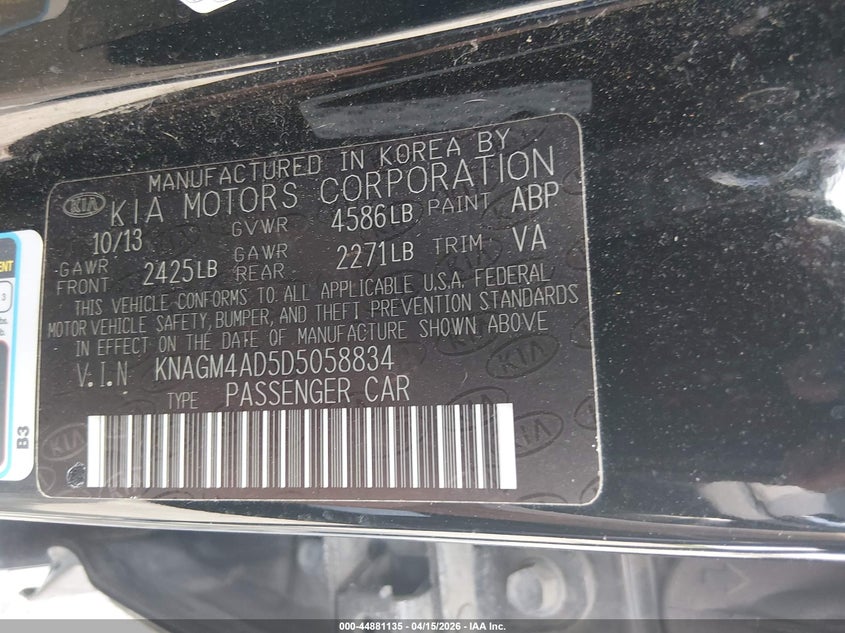 MANUFACTURED IN KOREA BY
KIA KIA MOTORS CORPORATION
10/13 GVWR 4586LB PAINT ABP
GAWR FRONT 2425LB GAWR REAR 2271LB TRIM VA
THIS VEHICLE CONFORMS TO ALL APPLICABLE U.S.A. FEDERAL
MOTOR VEHICLE SAFETY, BUMPER, AND THEFT PREVENTION STANDARDS
IN EFFECT ON THE DATE OF MANUFACTURE SHOWN ABOVE
V.I.N KNAGM4AD5D5058834
TYPE PASSENGER CAR
KIA
B3
000-44881135 - 04/15/2026 - IAA Inc.